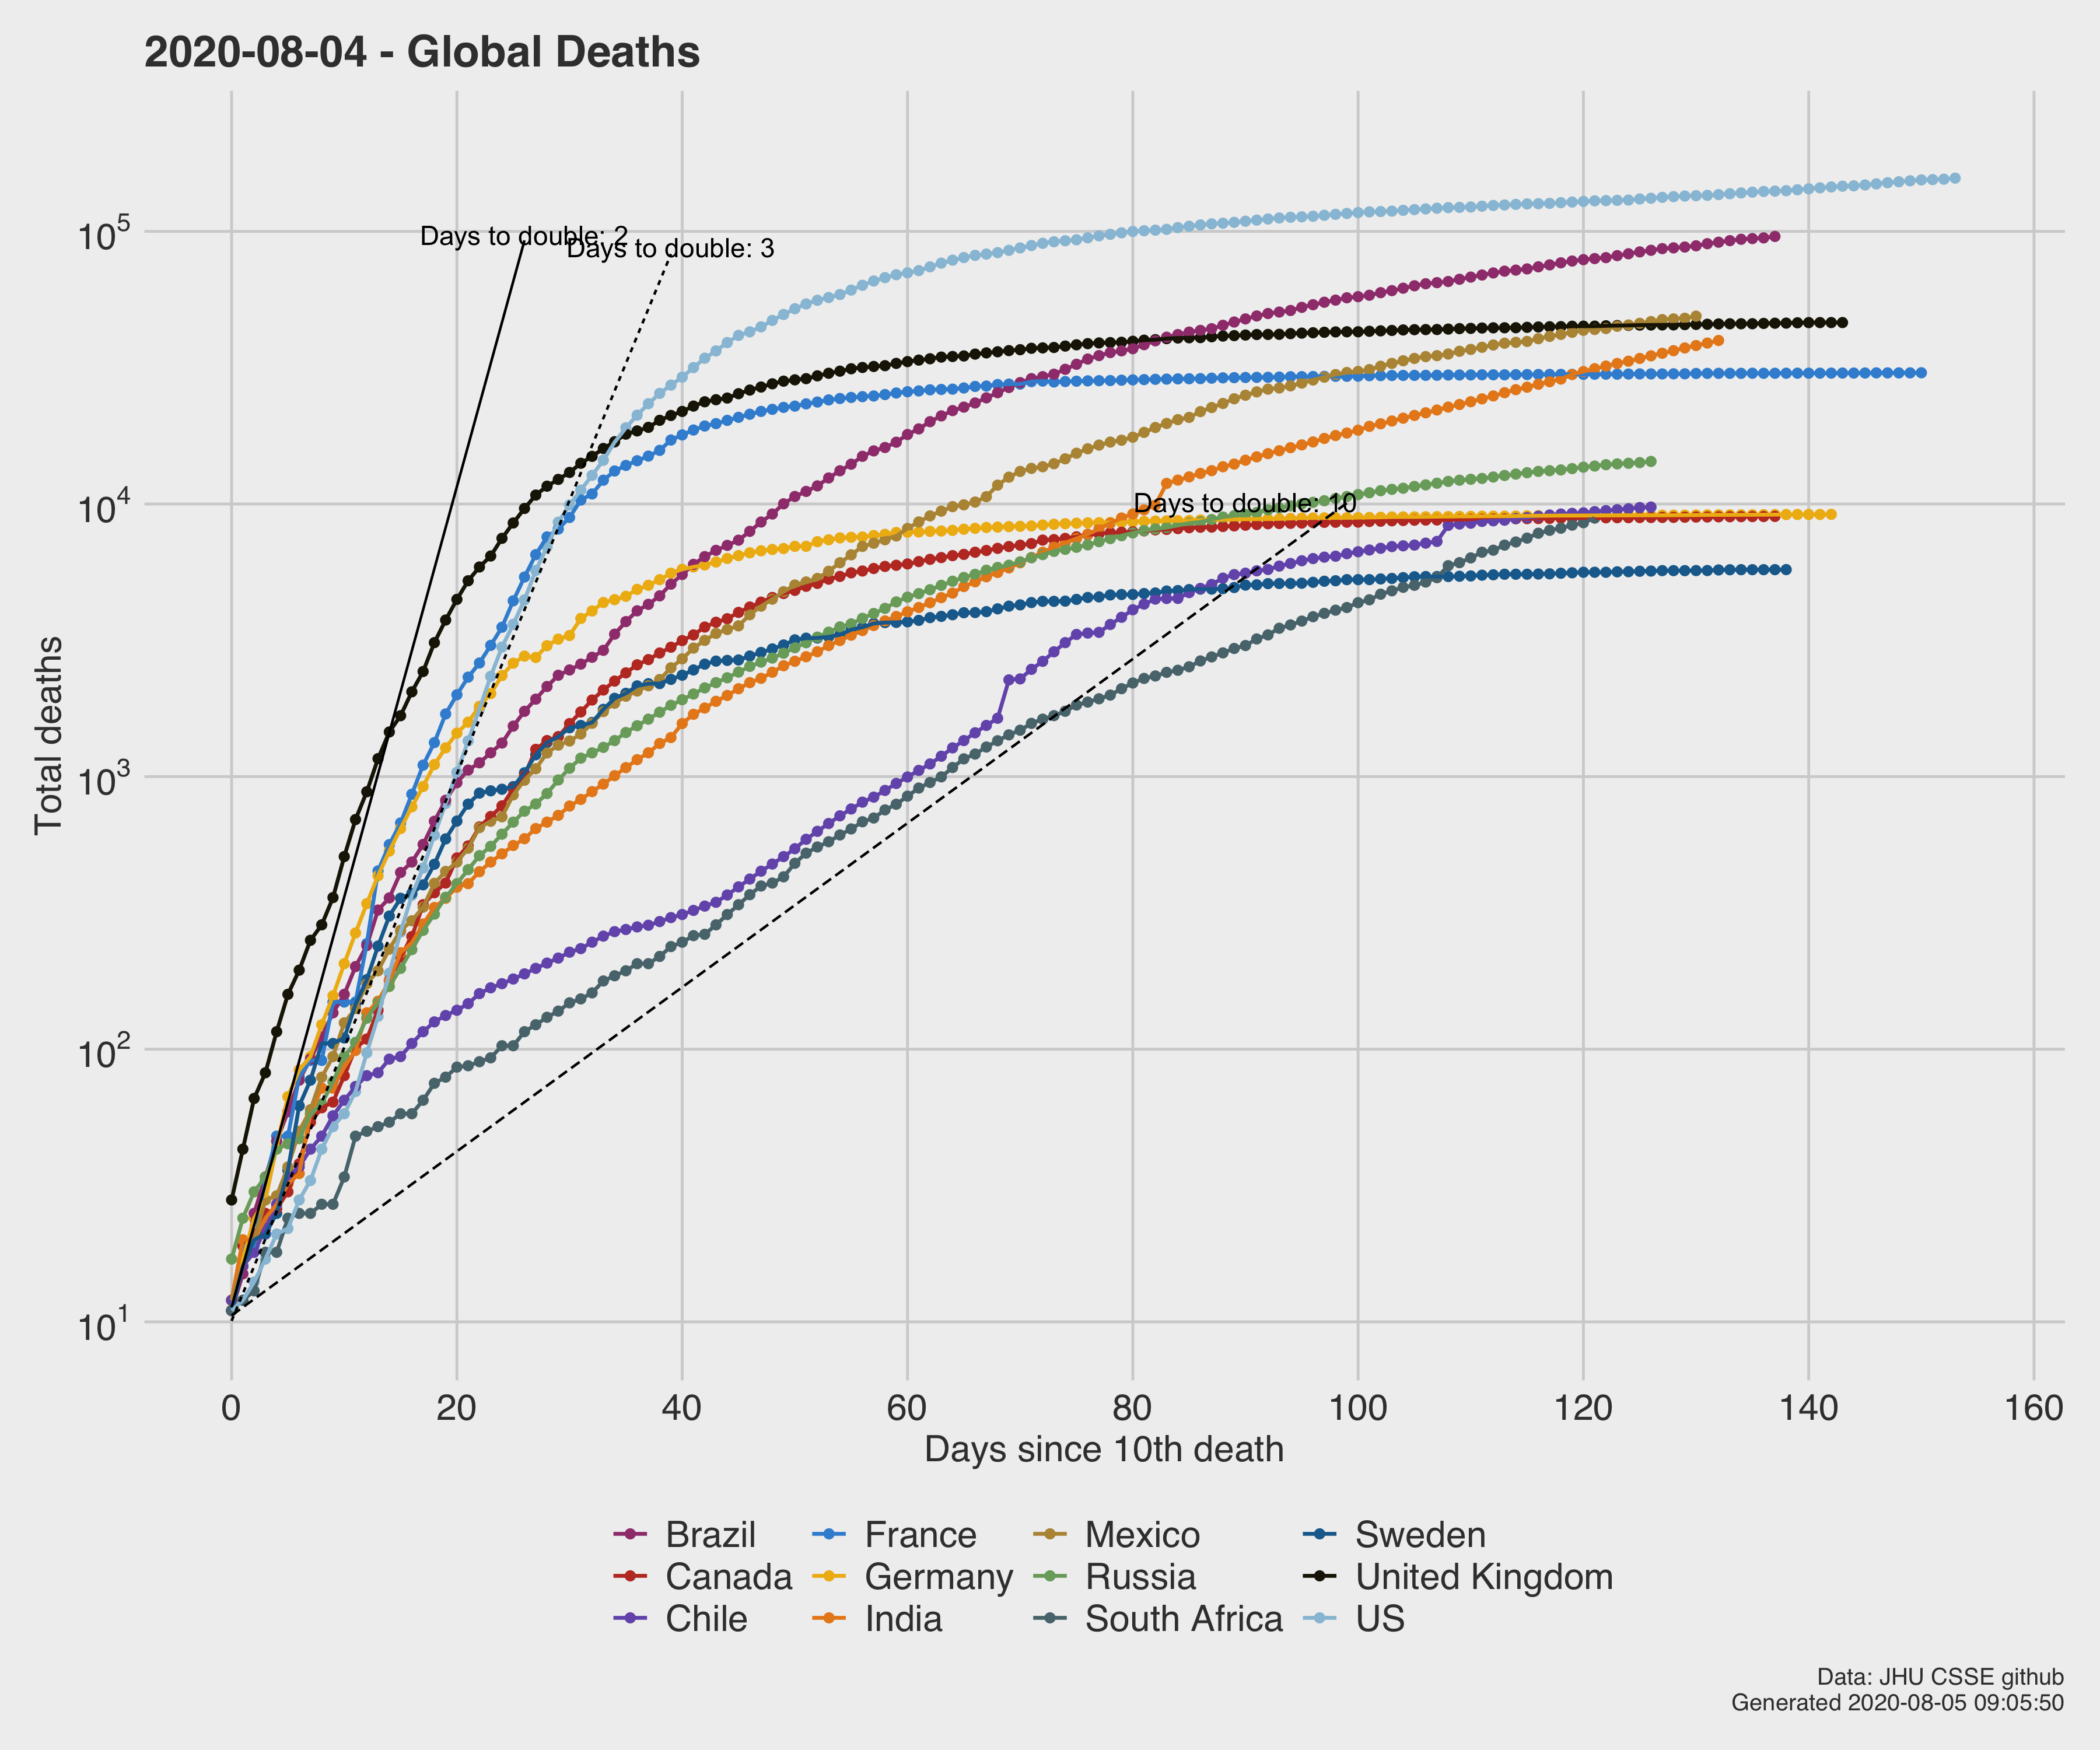 2020-08-04 - Global Deaths
Total deaths
10^5
10^4
10^3
10^2
10^1
Days to double: 2
Days to double: 3
Days to double: 10
0 20 40 60 80 100 120 140 160
Days since 10th death
Brazil France Mexico Sweden
Canada Germany Russia United Kingdom
Chile India South Africa US
Data: JHU CSSE github
Generated 2020-08-05 09:05:50